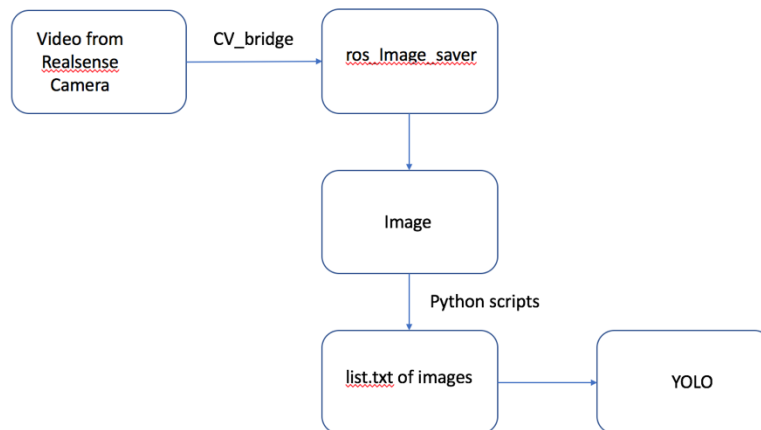 Video from
Realsense
Camera
CV_bridge
ros_Image_saver
Image
Python scripts
list.txt of images
YOLO